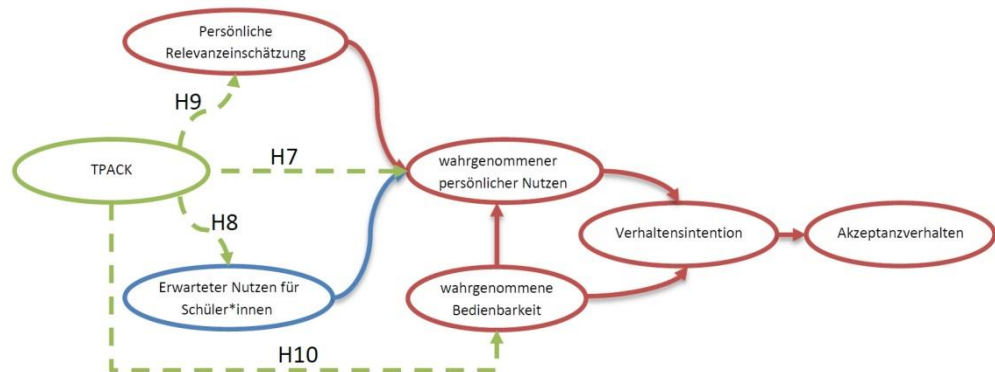 Persönliche
Relevanzeinschätzung
H9
TPACK
H7
wahrgenommener
persönlicher Nutzen
H8
Verhaltensintention
Akzeptanzverhalten
Erwarteter Nutzen für
Schüler*innen
wahrgenommene
Bedienbarkeit
H10